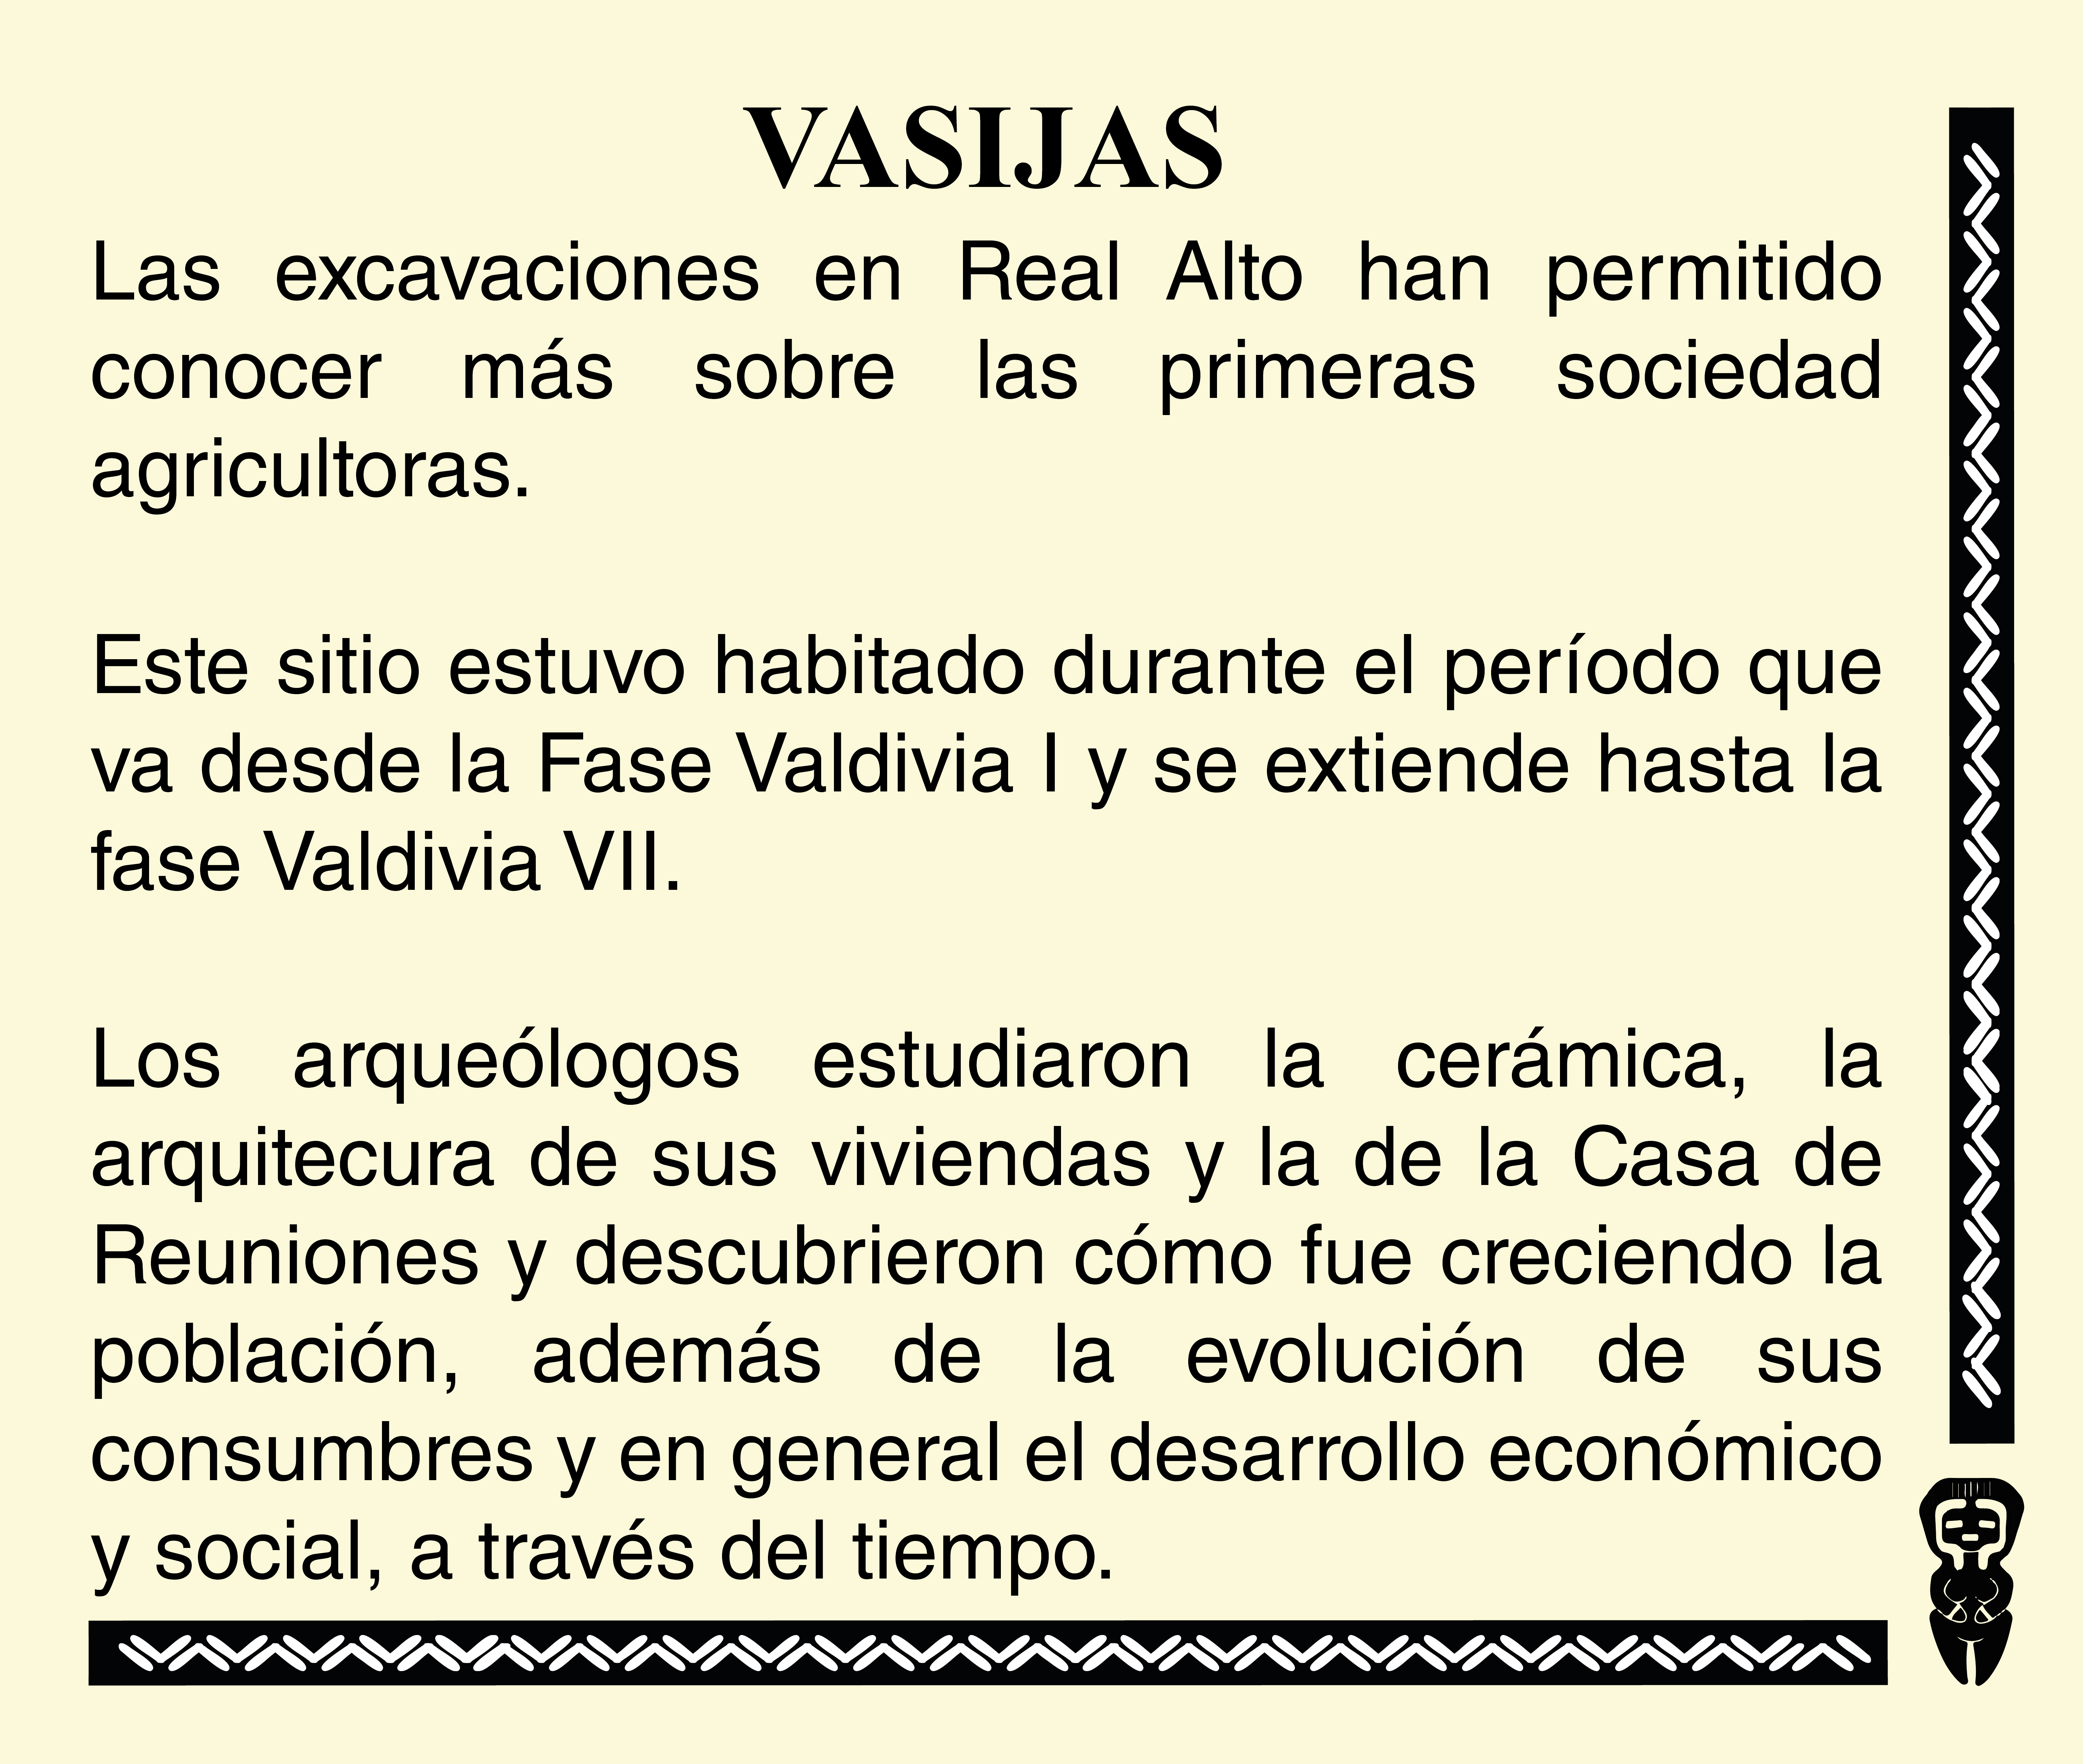 VASIJAS
Las excavaciones en Real Alto han permitido
conocer más sobre las primeras sociedad
agricultoras.
Este sitio estuvo habitado durante el período que
va desde la Fase Valdivia I y se extiende hasta la
fase Valdivia VII.
Los arqueólogos estudiaron la cerámica, la
arquitecura de sus viviendas y la de la Casa de
Reuniones y descubrieron cómo fue creciendo la
población, además de la evolución de sus
consumbres y en general el desarrollo económico
y social, a través del tiempo.